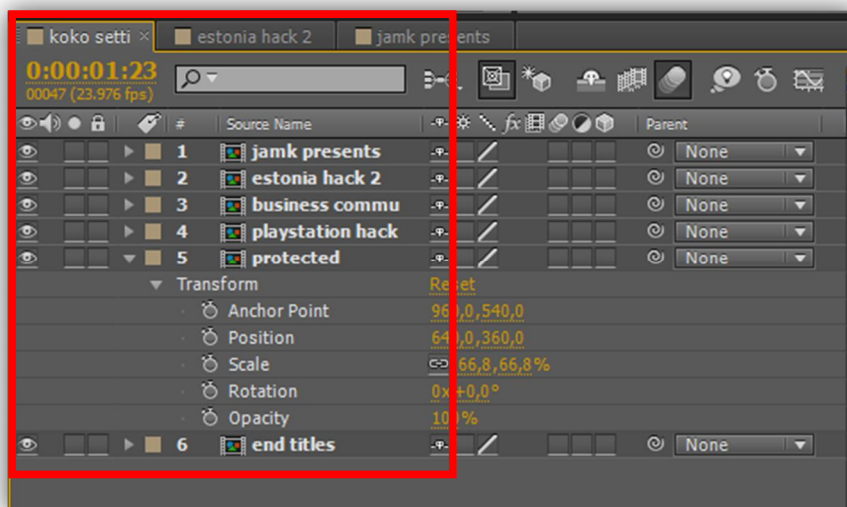 koko setti × estonia hack 2 jamk presents
0:00:01:23
00047 (23.976 fps)
# Source Name fx Parent
1 jamk presents None
2 estonia hack 2 None
3 business commu None
4 playstation hack None
5 protected None
Transform Reset
Anchor Point 960,0,540,0
Position 640,0,360,0
Scale 66,8,66,8%
Rotation 0x+0,0°
Opacity 100%
6 end titles None